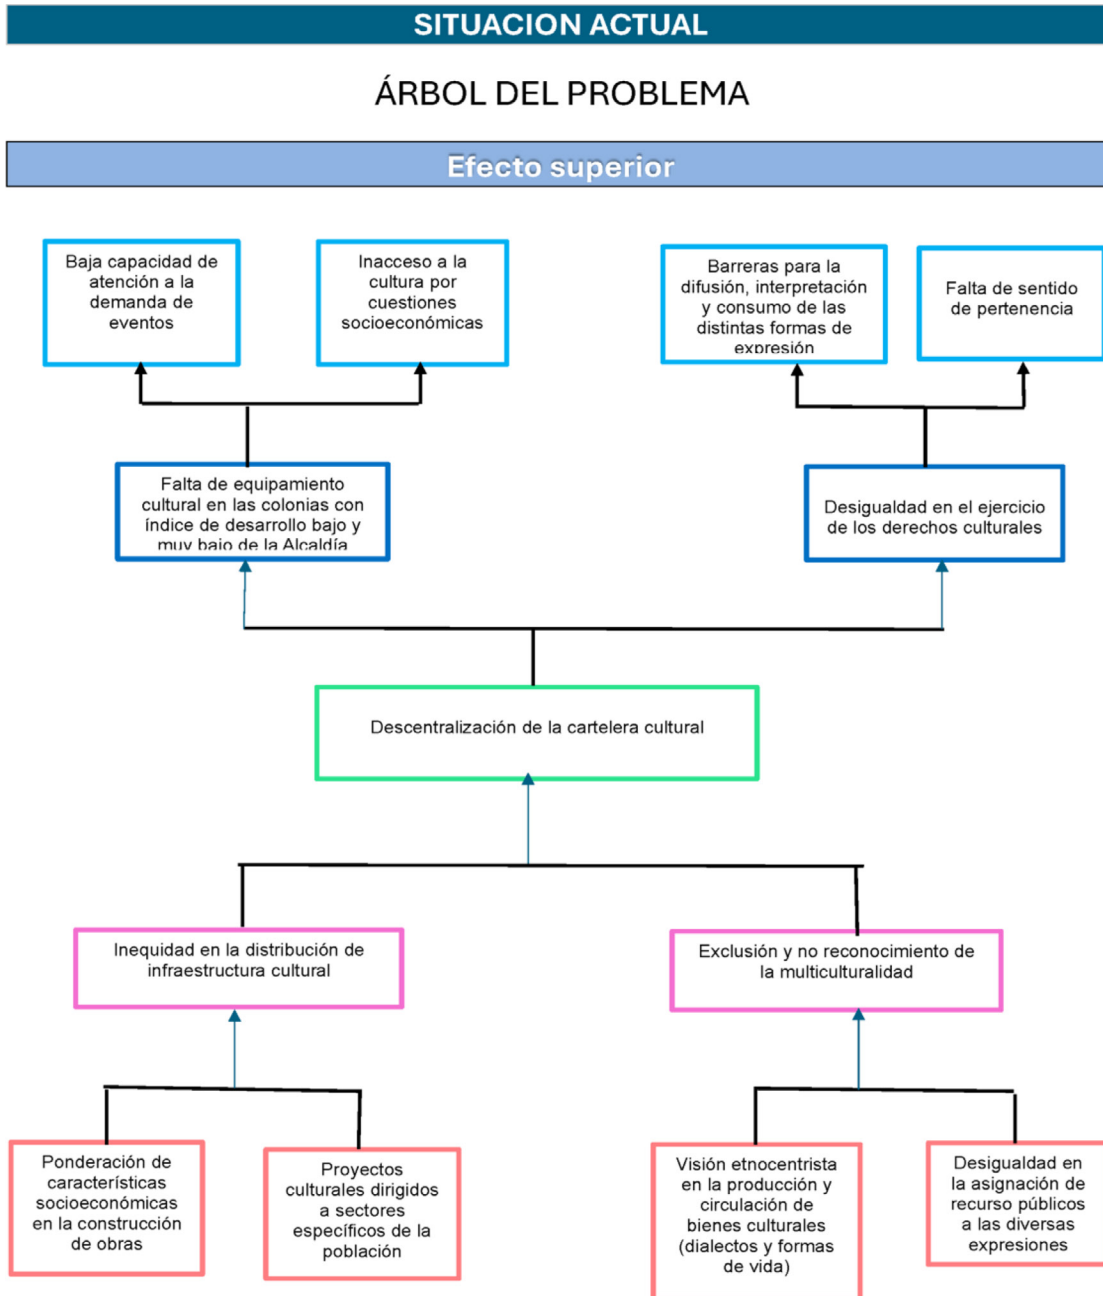 SITUACION ACTUAL
ÁRBOL DEL PROBLEMA
Efecto superior
Baja capacidad de
atención a la
demanda de
eventos
Inacceso a la
cultura por
cuestiones
socioeconómicas
Barreras para la
difusión, interpretación
y consumo de las
distintas formas de
expresión
Falta de sentido
de pertenencia
Falta de equipamiento
cultural en las colonias con
índice de desarrollo bajo y
muy bajo de la Alcaldía
Desigualdad en el ejercicio
de los derechos culturales
Descentralización de la cartelera cultural
Inequidad en la distribución de
infraestructura cultural
Exclusión y no reconocimiento de
la multiculturalidad
Ponderación de
características
socioeconómicas
en la construcción
de obras
Proyectos
culturales dirigidos
a sectores
específicos de la
población
Visión etnocentrista
en la producción y
circulación de
bienes culturales
(dialectos y formas
de vida)
Desigualdad en
la asignación de
recurso públicos
a las diversas
expresiones